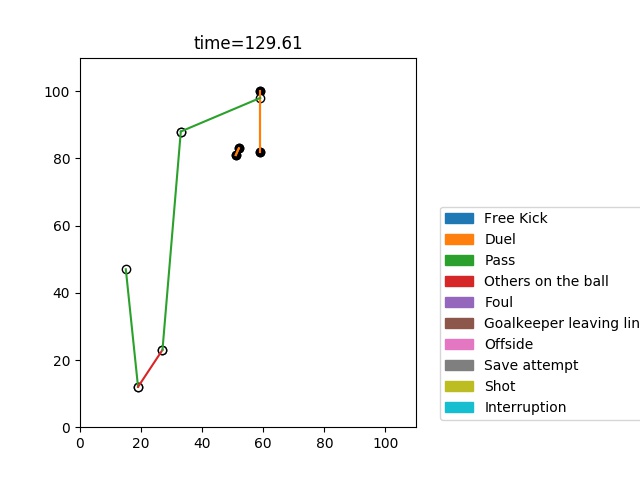 time=129.61
100
80
60
40
20
0
0 20 40 60 80 100
Free Kick
Duel
Pass
Others on the ball
Foul
Goalkeeper leaving lin
Offside
Save attempt
Shot
Interruption